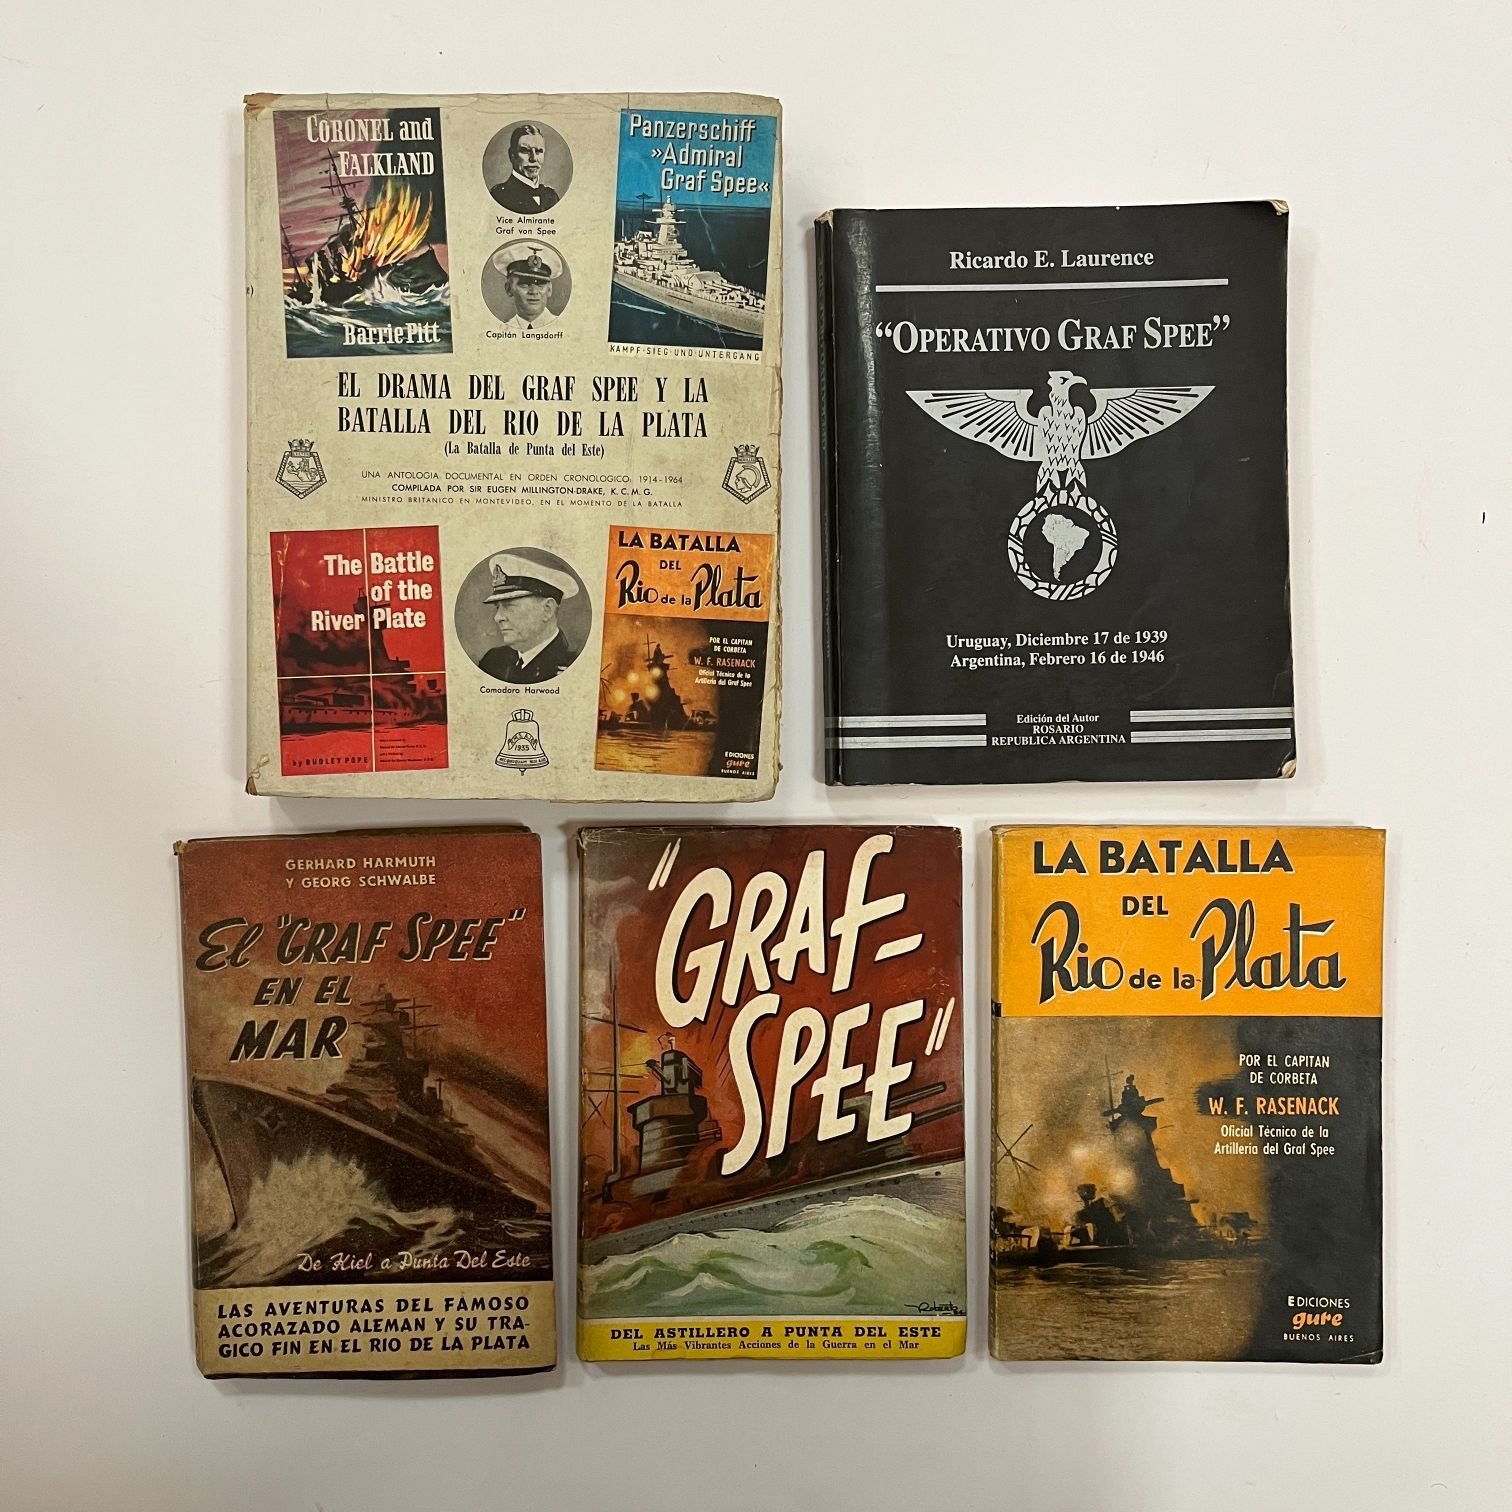 CORONEL and
FALKLAND
Barrie Pitt
Vice Almirante
Graf von Spee
Capitán Langsdorff
Panzerschiff
»Admiral
Graf Spee«
KAMPF·SIEG·UND·UNTERGANG
EL DRAMA DEL GRAF SPEE Y LA
BATALLA DEL RIO DE LA PLATA
(La Batalla de Punta del Este)
UNA ANTOLOGIA DOCUMENTAL EN ORDEN CRONOLOGICO: 1914-1964
COMPILADA POR SIR EUGEN MILLINGTON-DRAKE, K. C. M. G.
MINISTRO BRITANICO EN MONTEVIDEO, EN EL MOMENTO DE LA BATALLA
The Battle
of the
River Plate
by DUDLEY POPE
Comodoro Harwood
1935
LA BATALLA
DEL
Rio de la Plata
POR EL CAPITAN
DE CORBETA
W. F. RASENACK
Oficial Técnico de la
Artillería del Graf Spee
EDICIONES
gure
BUENOS AIRES
Ricardo E. Laurence
“OPERATIVO GRAF SPEE”
Uruguay, Diciembre 17 de 1939
Argentina, Febrero 16 de 1946
Edición del Autor
ROSARIO
REPUBLICA ARGENTINA
GERHARD HARMUTH
Y GEORG SCHWALBE
El "GRAF SPEE"
EN EL
MAR
De Kiel a Punta Del Este
LAS AVENTURAS DEL FAMOSO
ACORAZADO ALEMAN Y SU TRA-
GICO FIN EN EL RIO DE LA PLATA
"GRAF-
SPEE"
DEL ASTILLERO A PUNTA DEL ESTE
Las Más Vibrantes Acciones de la Guerra en el Mar
LA BATALLA
DEL
Rio de la Plata
POR EL CAPITAN
DE CORBETA
W. F. RASENACK
Oficial Técnico de la
Artillería del Graf Spee
EDICIONES
gure
BUENOS AIRES